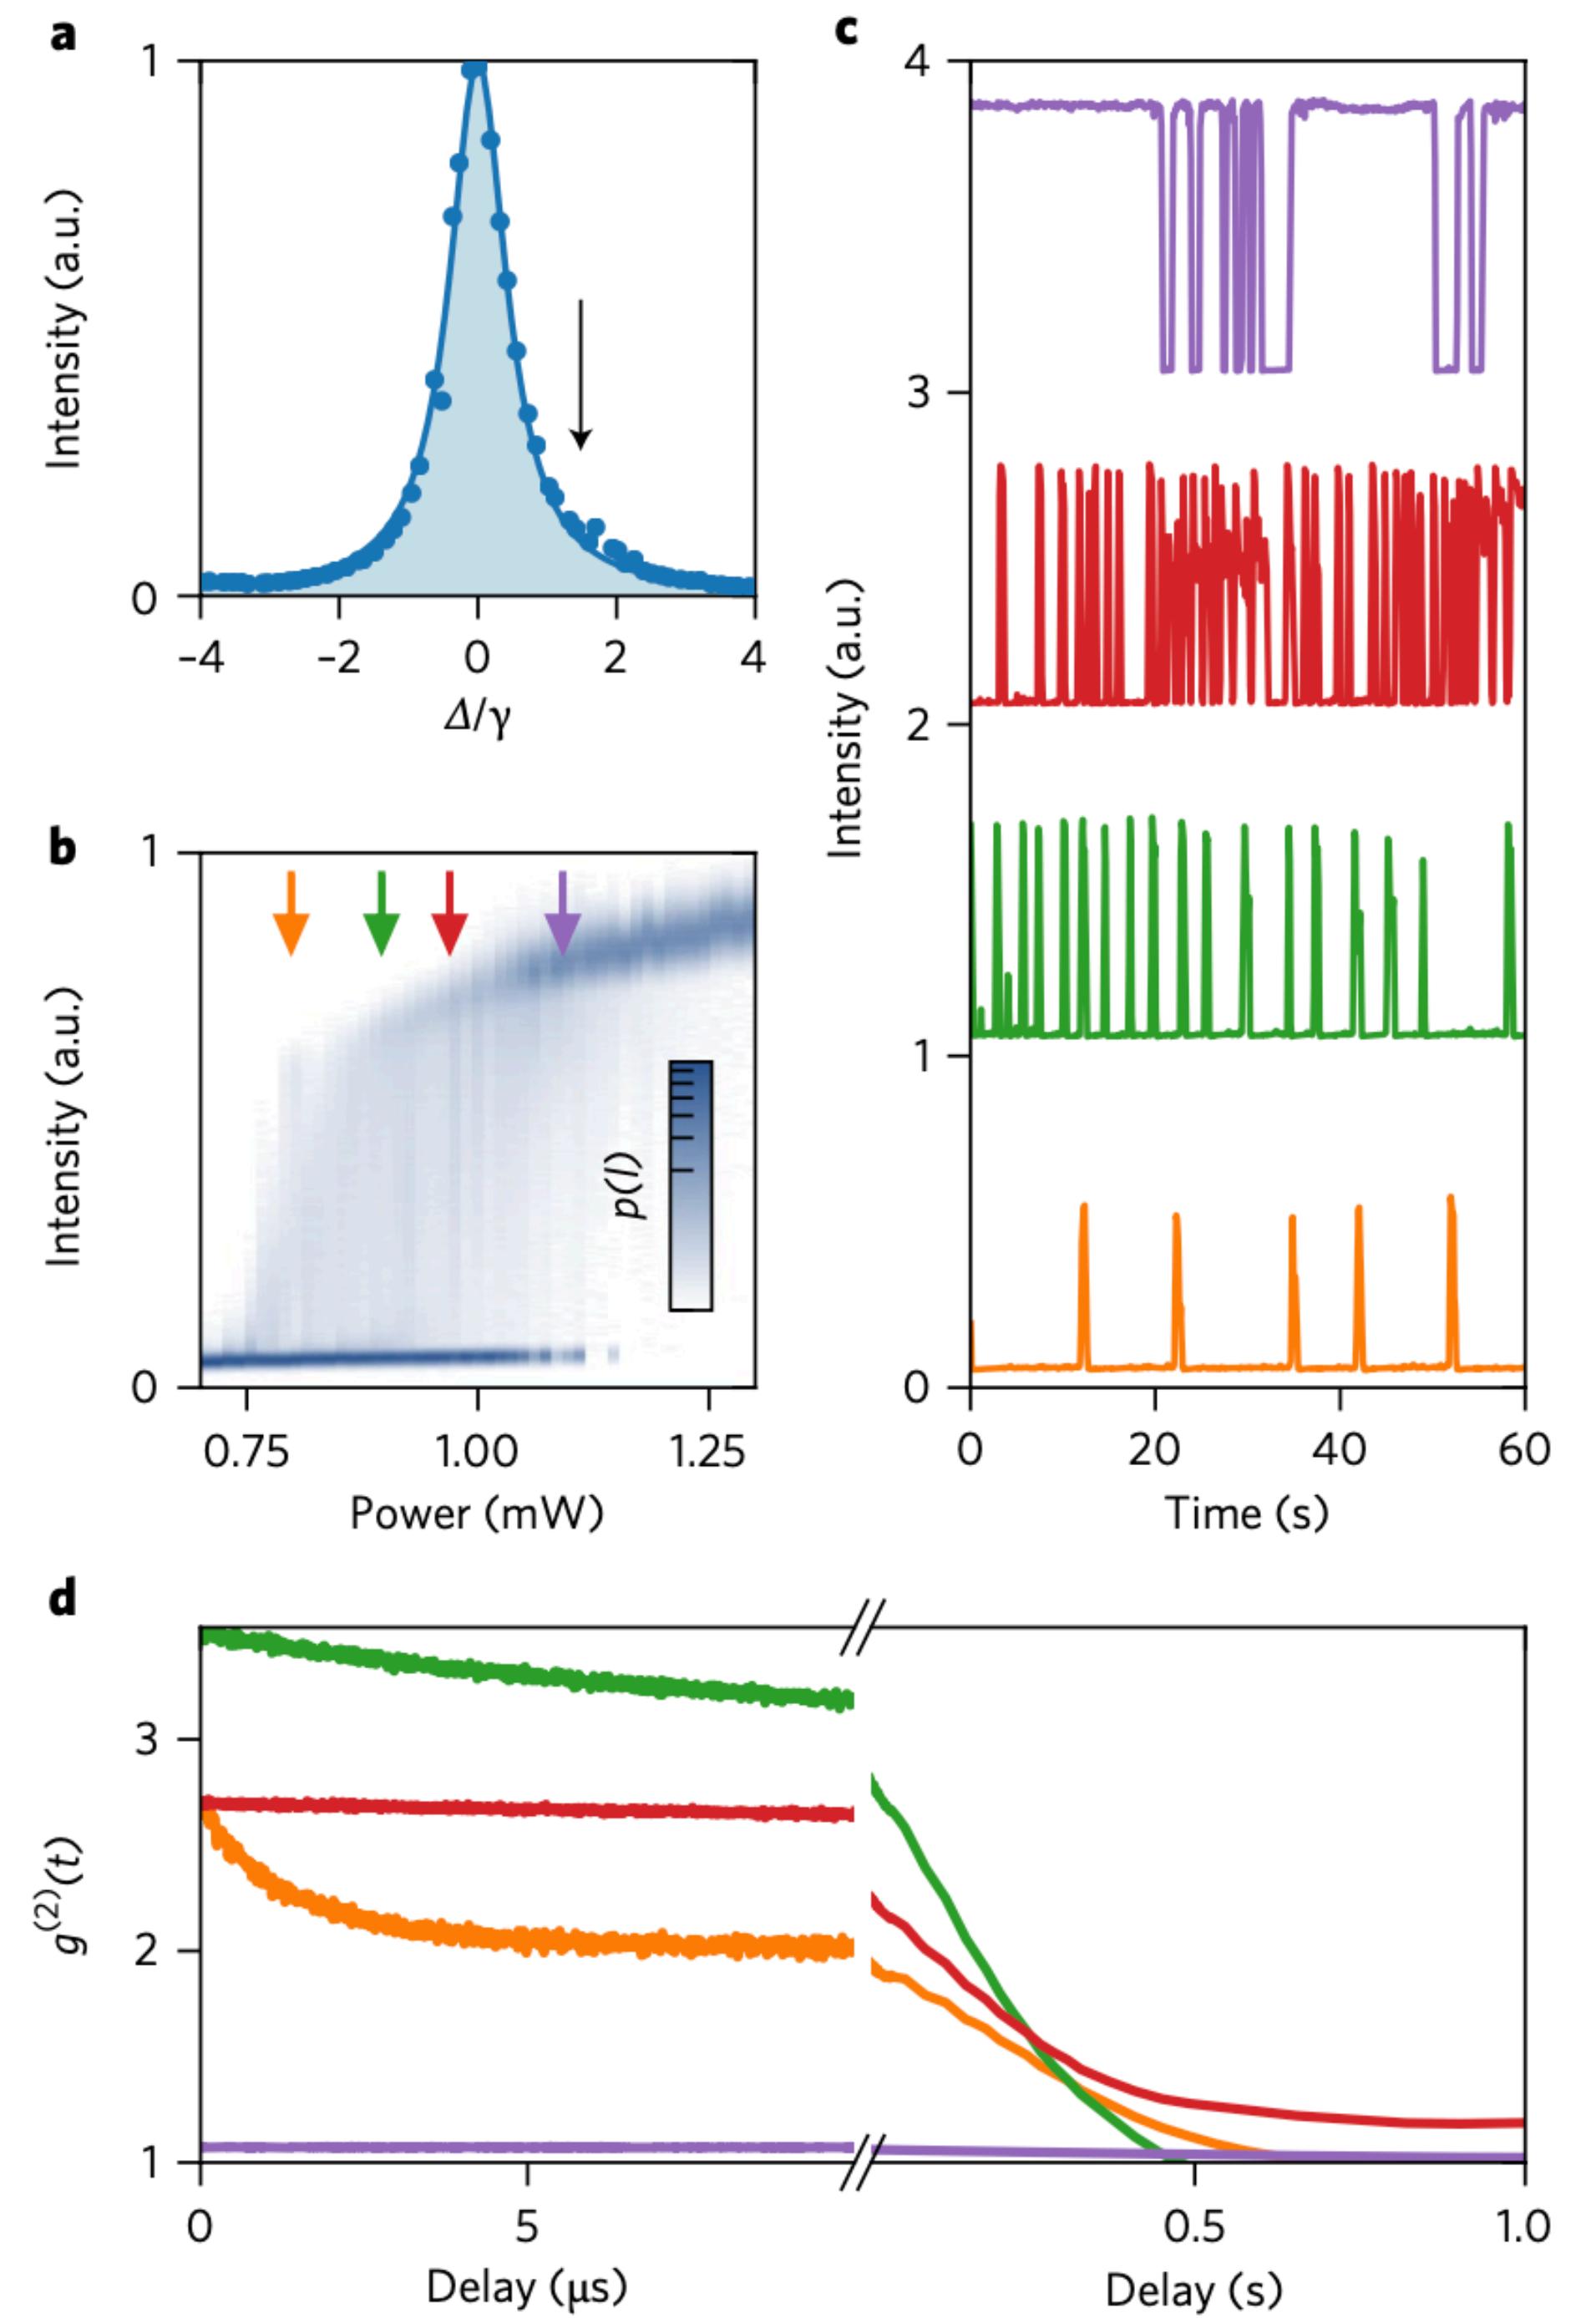 a
1
Intensity (a.u.)
0
−4 −2 0 2 4
Δ/γ
b
1
Intensity (a.u.)
p(I)
0
0.75 1.00 1.25
Power (mW)
c
4
3
Intensity (a.u.)
2
1
0
0 20 40 60
Time (s)
d
3
g(2)(t)
2
1
0 5 0.5 1.0
Delay (μs) Delay (s)